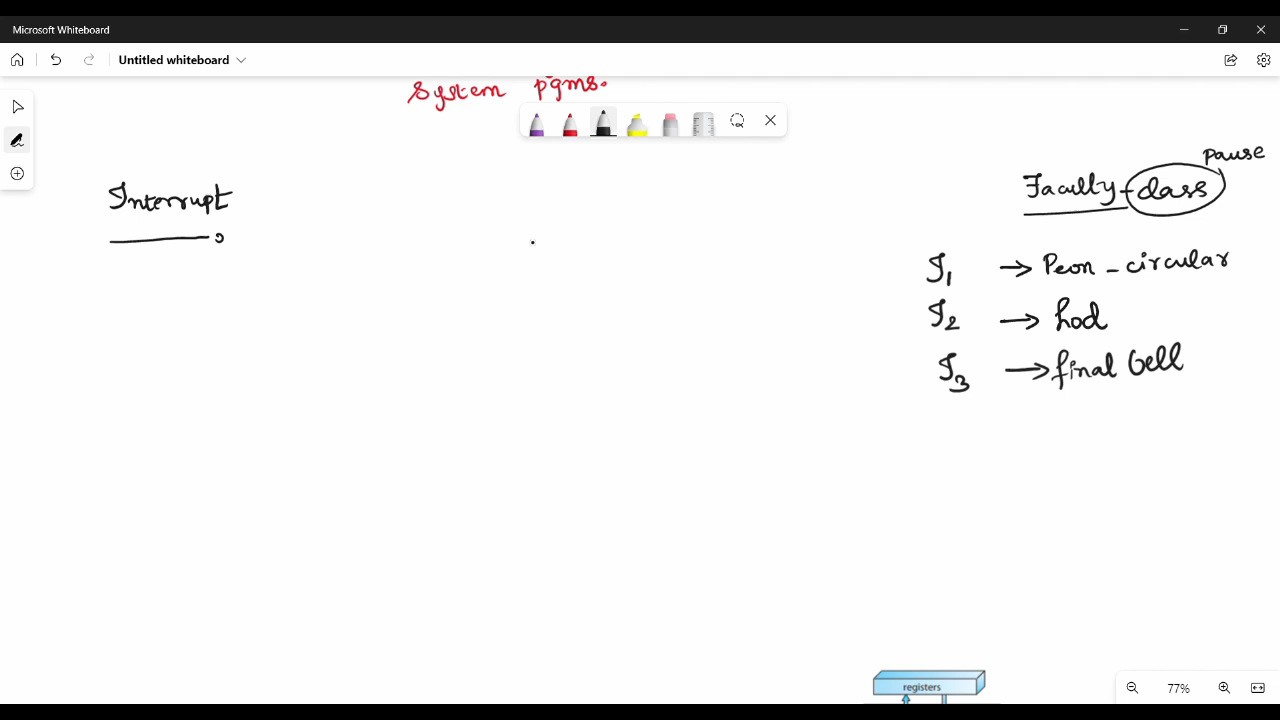 Microsoft Whiteboard
Untitled whiteboard
System pgms.
Interrupt
pause
Faculty - class
I1 → Peon - circular
I2 → hod
I3 → final bell
registers
77%